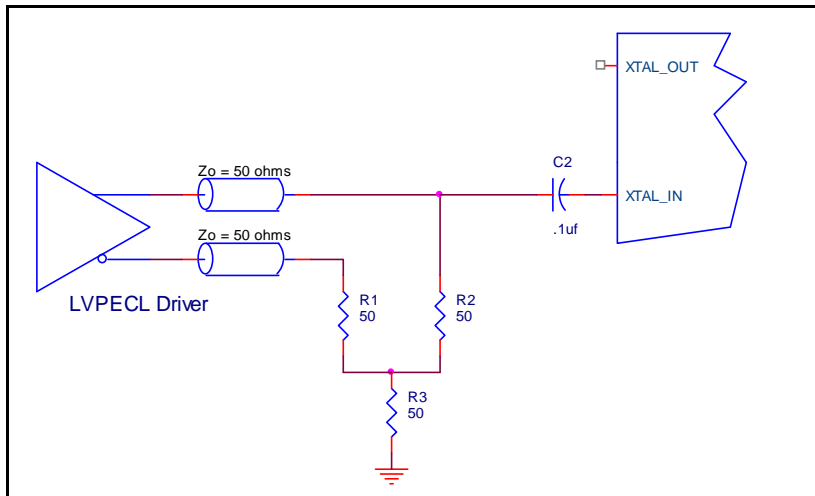 XTAL_OUT
C2
Zo = 50 ohms
XTAL_IN
.1uf
Zo = 50 ohms
LVPECL Driver
R1
50
R2
50
R3
50